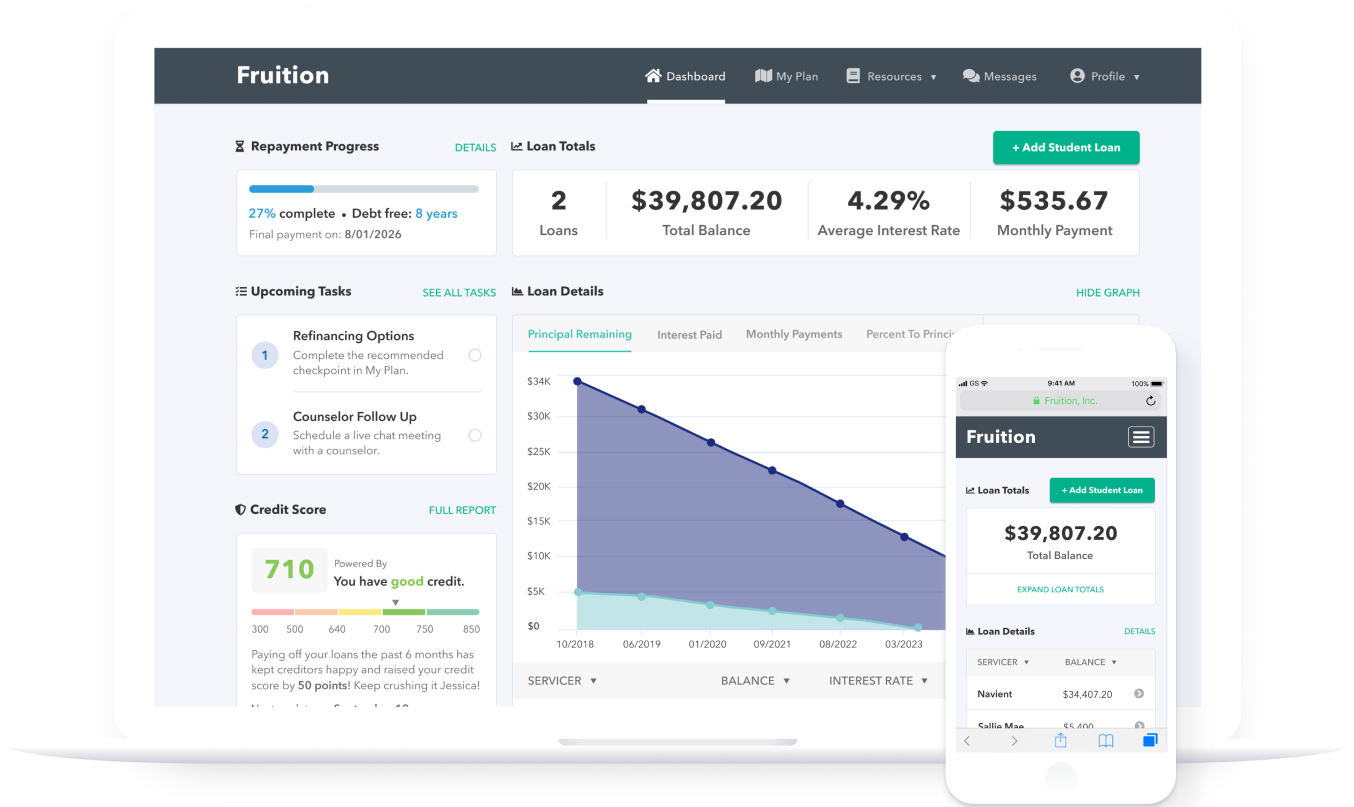 Fruition
Dashboard
My Plan
Resources ▼
Messages
Profile ▼
Repayment Progress
DETAILS
27% complete • Debt free: 8 years
Final payment on: 8/01/2026
Loan Totals
+ Add Student Loan
2
Loans
$39,807.20
Total Balance
4.29%
Average Interest Rate
$535.67
Monthly Payment
Upcoming Tasks
SEE ALL TASKS
1
Refinancing Options
Complete the recommended
checkpoint in My Plan.
2
Counselor Follow Up
Schedule a live chat meeting
with a counselor.
Credit Score
FULL REPORT
710
Powered By
You have good credit.
300 500 640 700 750 850
Paying off your loans the past 6 months has
kept creditors happy and raised your credit
score by 50 points! Keep crushing it Jessica!
Loan Details
HIDE GRAPH
Principal Remaining
Interest Paid
Monthly Payments
Percent To
$34K
$30K
$25K
$20K
$15K
$10K
$5K
$0
10/2018 06/2019 01/2020 09/2021 08/2022 03/2023
SERVICER ▼
BALANCE ▼
INTEREST RATE ▼
GS
9:41 AM
100%
Fruition, Inc.
Fruition
Loan Totals
+ Add Student Loan
$39,807.20
Total Balance
EXPAND LOAN TOTALS
Loan Details
DETAILS
SERVICER ▼
BALANCE ▼
Navient
$34,407.20
Sallie Mae
$5,400